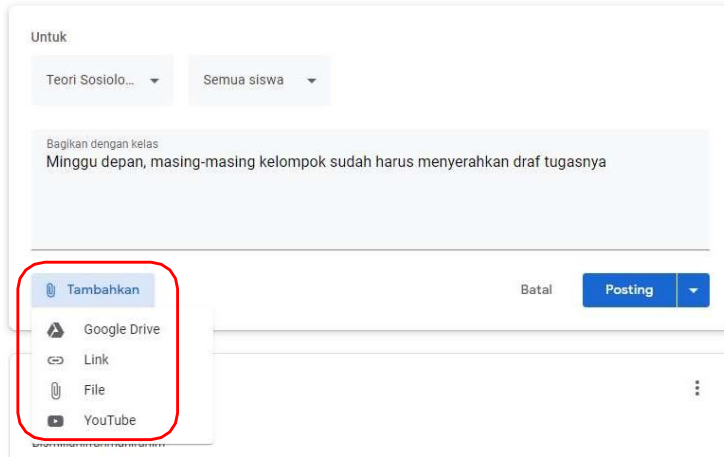 Untuk
Teori Sosiolo... Semua siswa
Bagikan dengan kelas
Minggu depan, masing-masing kelompok sudah harus menyerahkan draf tugasnya
Tambahkan Batal Posting
Google Drive
Link
File
YouTube